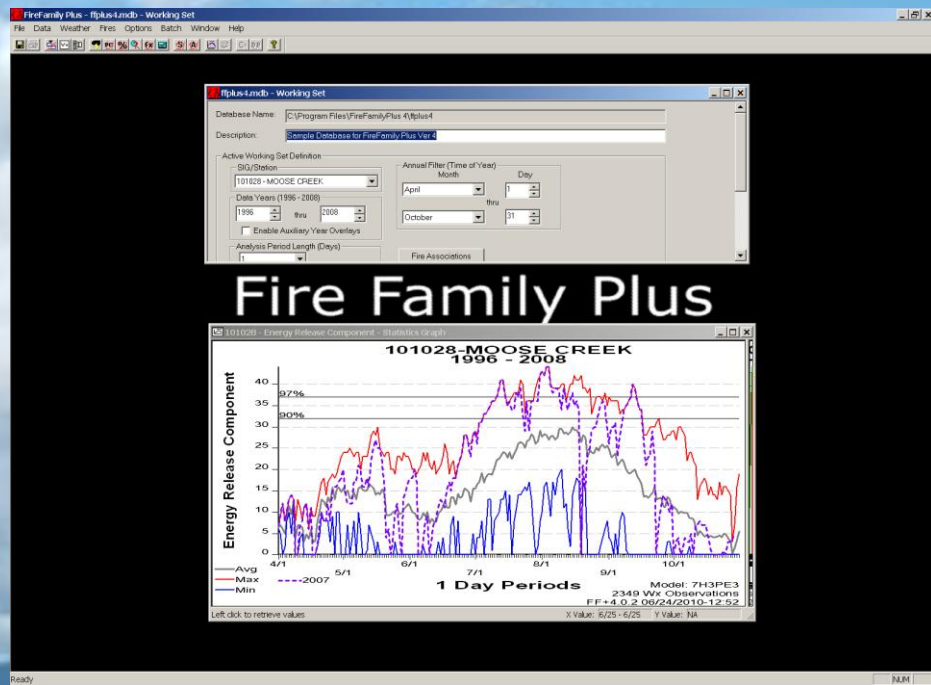 FireFamily Plus - ffplus4.mdb - Working Set
File Data Weather Fires Options Batch Window Help
ffplus4.mdb - Working Set
Database Name: C:\Program Files\FireFamilyPlus 4\ffplus4
Description: Sample Database for FireFamily Plus Ver 4
Active Working Set Definition
SIG/Station
101028 - MOOSE CREEK
Annual Filter (Time of Year)
Month Day
April 1
thru
October 31
Data Years (1996 - 2008)
1996 thru 2008
Enable Auxiliary Year Overlays
Analysis Period Length (Days)
1
Fire Associations
Fire Family Plus
101028 - Energy Release Component - Statistics Graph
101028-MOOSE CREEK
1996 - 2008
Energy Release Component
40
97%
35
90%
30
25
20
15
10
5
0
4/1 5/1 6/1 7/1 8/1 9/1 10/1
1 Day Periods
Avg
Max
Min
2007
Model: 7H3PE3
2349 Wx Observations
FF+4.0.2 06/24/2010-12:52
Left click to retrieve values
X Value: 6/25 - 6/25 Y Value: NA
Ready
NUM